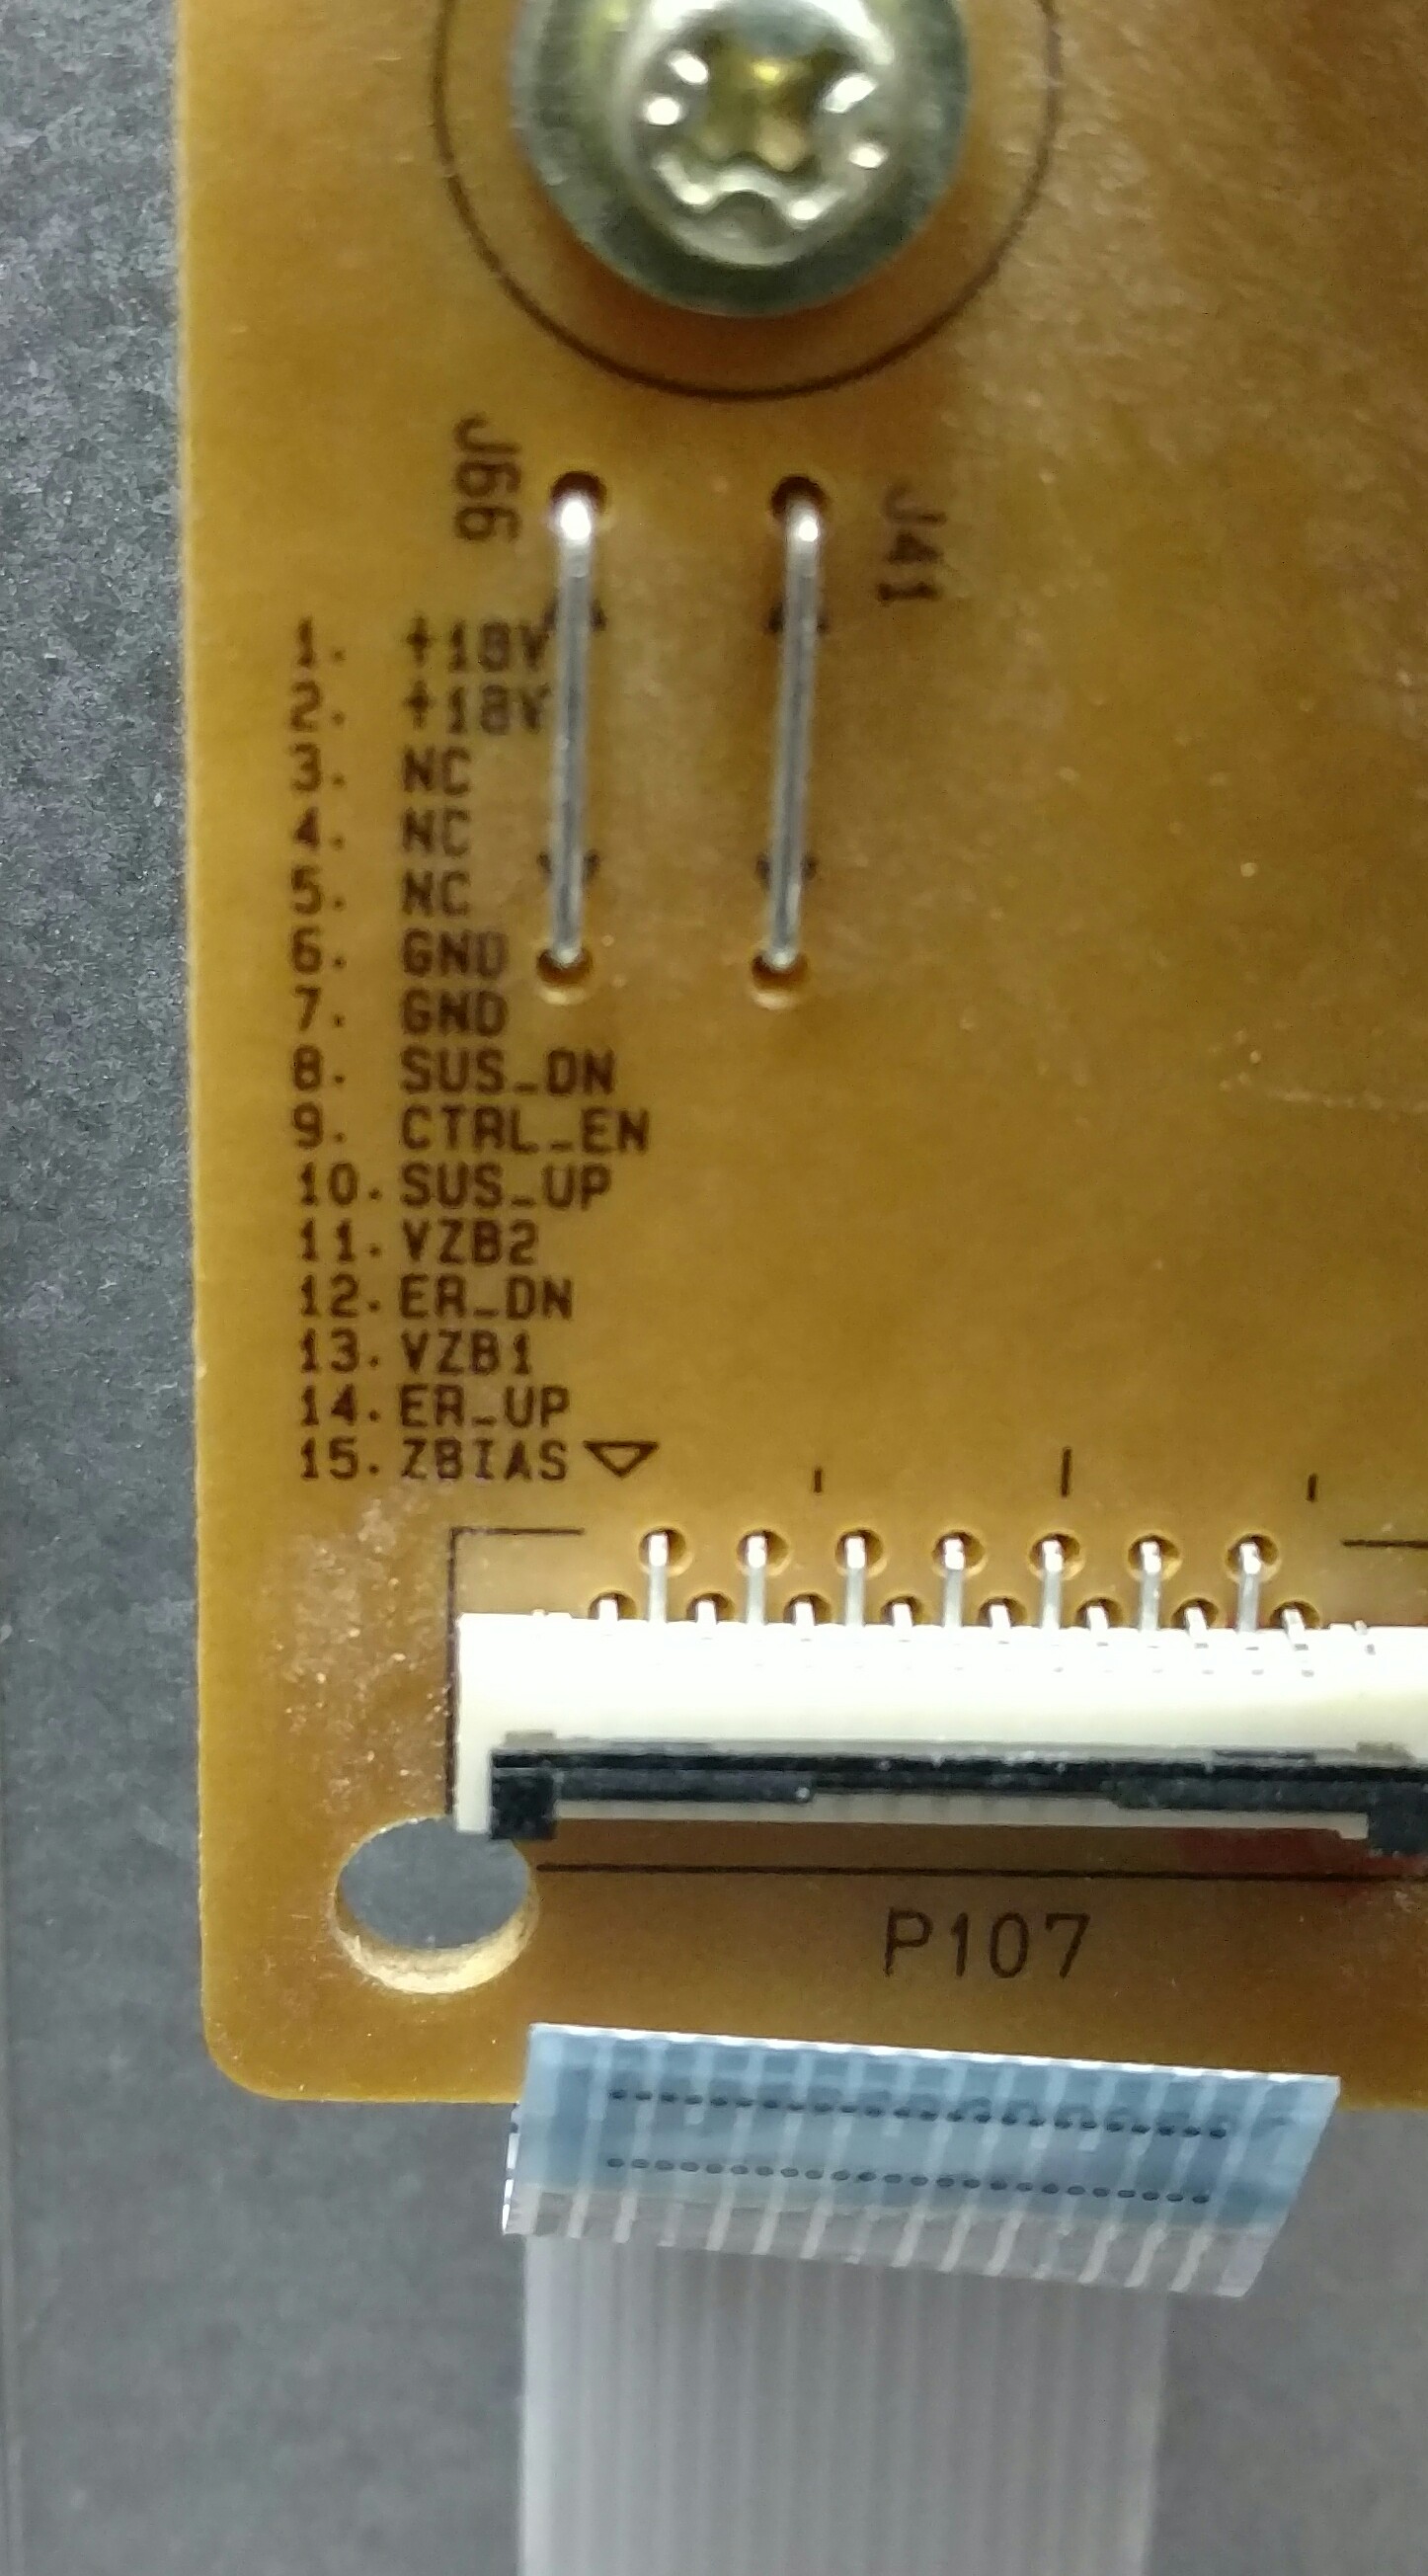 J66
J41
1. +18V
2. +18V
3. NC
4. NC
5. NC
6. GND
7. GND
8. SUS_DN
9. CTRL_EN
10. SUS_UP
11. VZB2
12. ER_DN
13. VZB1
14. ER_UP
15. ZBIAS
P107